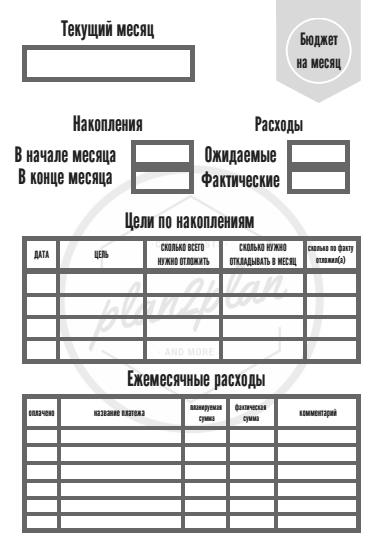 Текущий месяц
Бюджет
на месяц
Накопления
Расходы
В начале месяца
Ожидаемые
В конце месяца
Фактические
Цели по накоплениям
ДАТА
ЦЕЛЬ
СКОЛЬКО ВСЕГО
НУЖНО ОТЛОЖИТЬ
СКОЛЬКО НУЖНО
ОТКЛАДЫВАТЬ В МЕСЯЦ
сколько по факту
отложил(а)
plan2plan
AND MORE
Ежемесячные расходы
оплачено
название платежа
планируемая
сумма
фактическая
сумма
комментарий